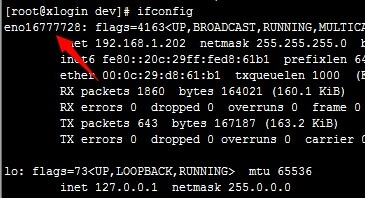 [root@xlogin dev]# ifconfig
eno16777728: flags=4163<UP,BROADCAST,RUNNING,MULTICA
inet 192.168.1.202 netmask 255.255.255.0 b
inet6 fe80::20c:29ff:fed8:61b1 prefixlen 64
ether 00:0c:29:d8:61:b1 txqueuelen 1000 (E
RX packets 1860 bytes 164021 (160.1 KiB)
RX errors 0 dropped 0 overruns 0 frame 0
TX packets 643 bytes 167187 (163.2 KiB)
TX errors 0 dropped 0 overruns 0 carrier
lo: flags=73<UP,LOOPBACK,RUNNING> mtu 65536
inet 127.0.0.1 netmask 255.0.0.0